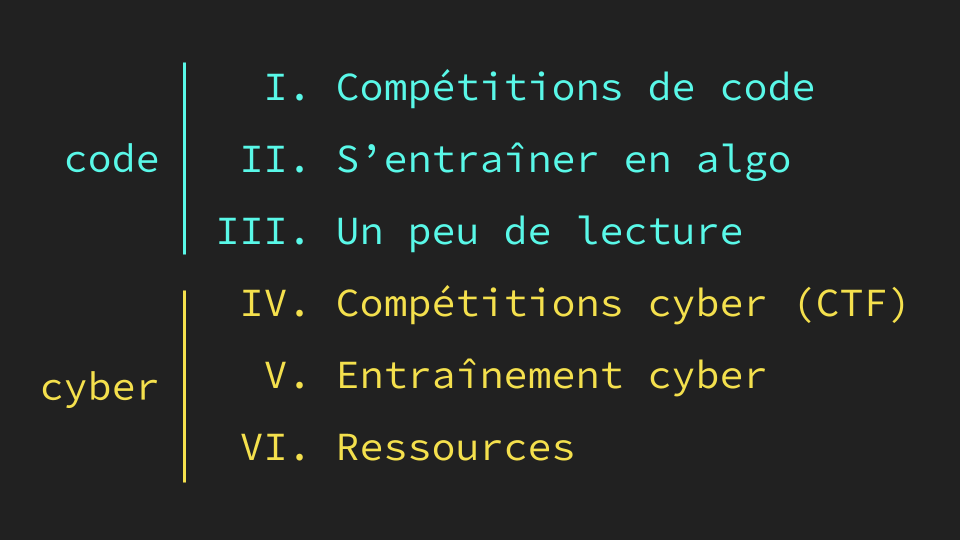 code
I. Compétitions de code
II. S’entraîner en algo
III. Un peu de lecture
cyber
IV. Compétitions cyber (CTF)
V. Entraînement cyber
VI. Ressources